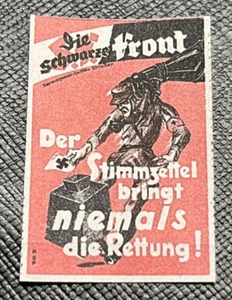 Die
schwarze
front
Der
Stimmzettel
bringt
niemals
die Rettung!